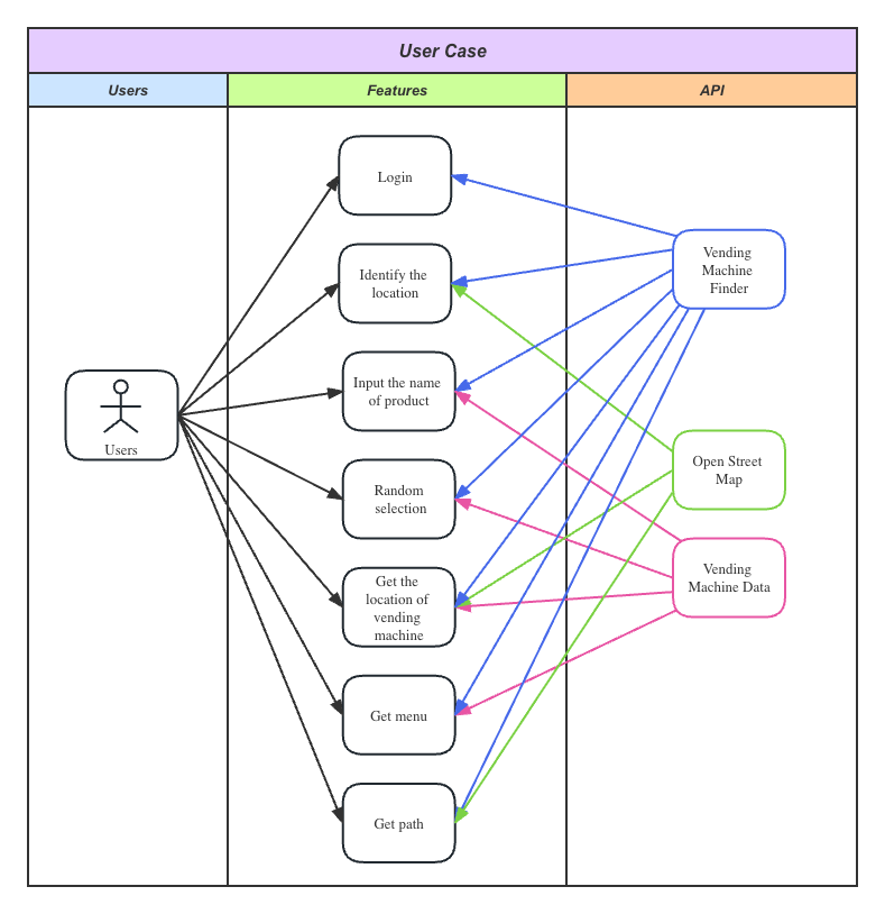 User Case
Users
Features
API
Login
Identify the
location
Input the name
of product
Random
selection
Get the
location of
vending
machine
Get menu
Get path
Users
Vending
Machine
Finder
Open Street
Map
Vending
Machine Data